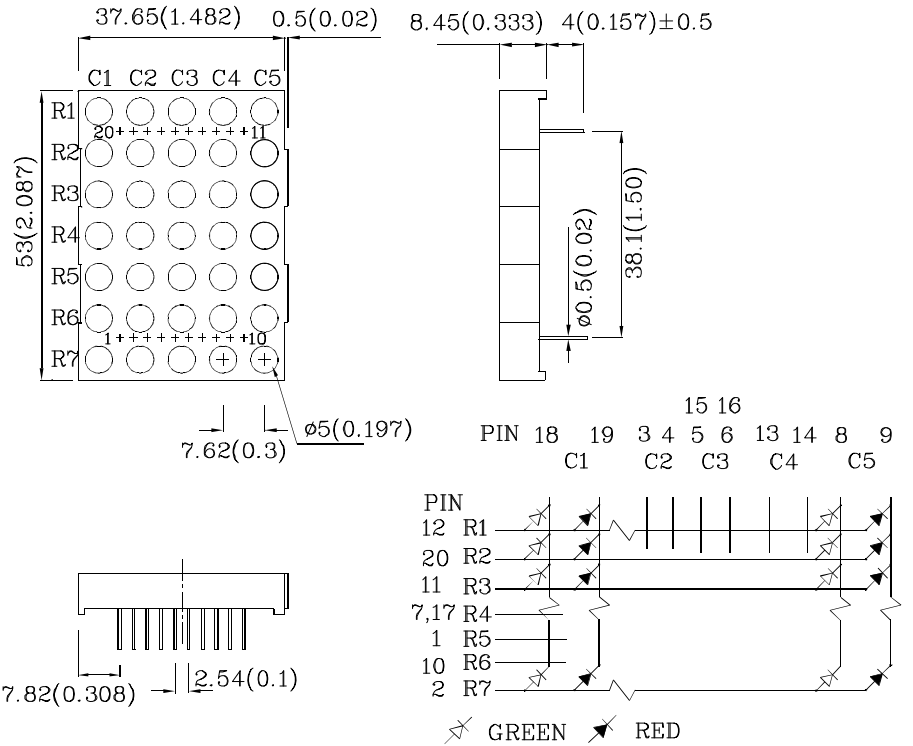 37.65(1.482) 0.5(0.02) 8.45(0.333) 4(0.157)±0.5
C1 C2 C3 C4 C5
R1
20 11
R2
R3
R4
R5
R6
1 10
R7
53(2.087)
ø5(0.197)
7.62(0.3)
ø0.5(0.02)
38.1(1.50)
15 16
PIN 18 19 3 4 5 6 13 14 8 9
C1 C2 C3 C4 C5
PIN
12 R1
20 R2
11 R3
7,17 R4
1 R5
10 R6
2 R7
GREEN RED
7.82(0.308)
2.54(0.1)